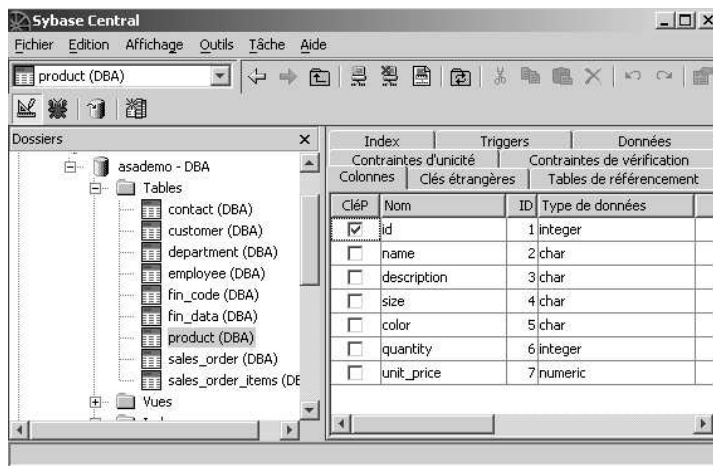 Sybase Central
Fichier Edition Affichage Outils Tâche Aide
product (DBA)
Dossiers
asademo - DBA
Tables
contact (DBA)
customer (DBA)
department (DBA)
employee (DBA)
fin_code (DBA)
fin_data (DBA)
product (DBA)
sales_order (DBA)
sales_order_items (DE
Vues
Index Triggers Données
Contraintes d'unicité Contraintes de vérification
Colonnes Clés étrangères Tables de référencement
CléP Nom ID Type de données
id 1 integer
name 2 char
description 3 char
size 4 char
color 5 char
quantity 6 integer
unit_price 7 numeric